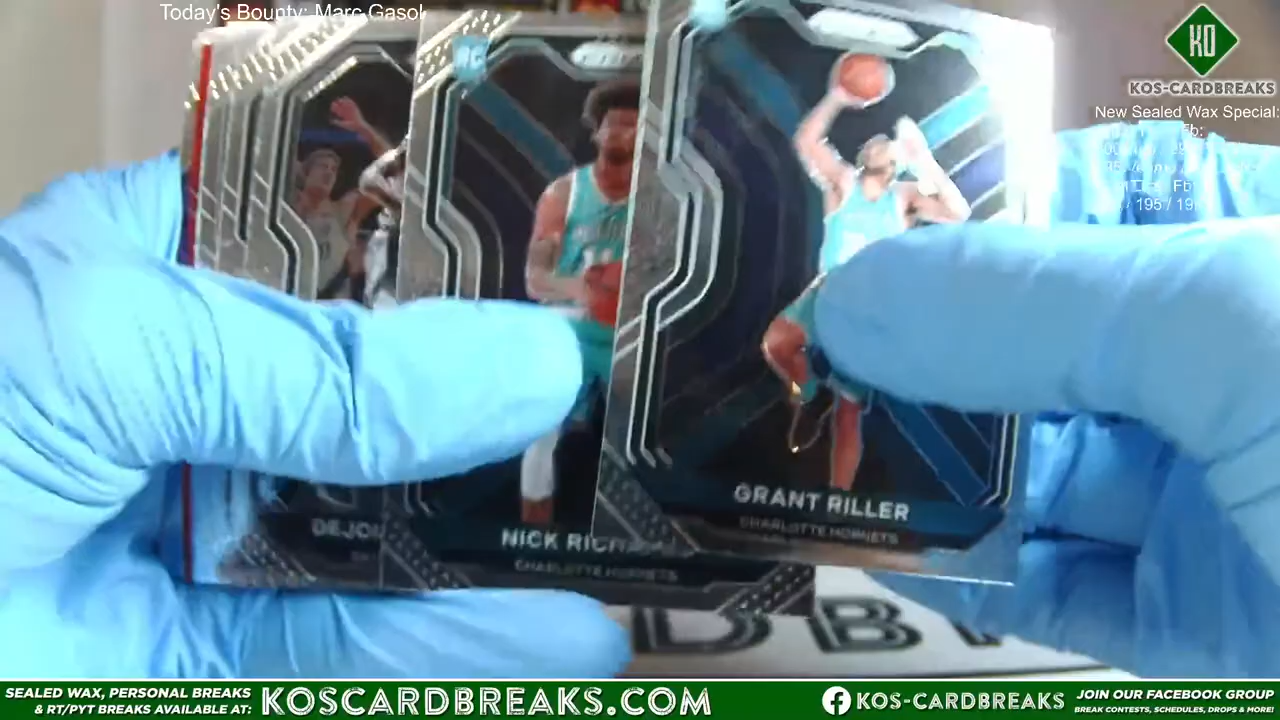 Today's Bounty: Marc Gasol
KO
KOS-CARDBREAKS
New Sealed Wax Special:
RC
GRANT RILLER
CHARLOTTE HORNETS
NICK
CHARLOTTE HORNETS
SEALED WAX, PERSONAL BREAKS
& RT/PYT BREAKS AVAILABLE AT:
KOSCARDBREAKS.COM
KOS-CARDBREAKS
JOIN OUR FACEBOOK GROUP
BREAK CONTESTS, SCHEDULES, DROPS & MORE!